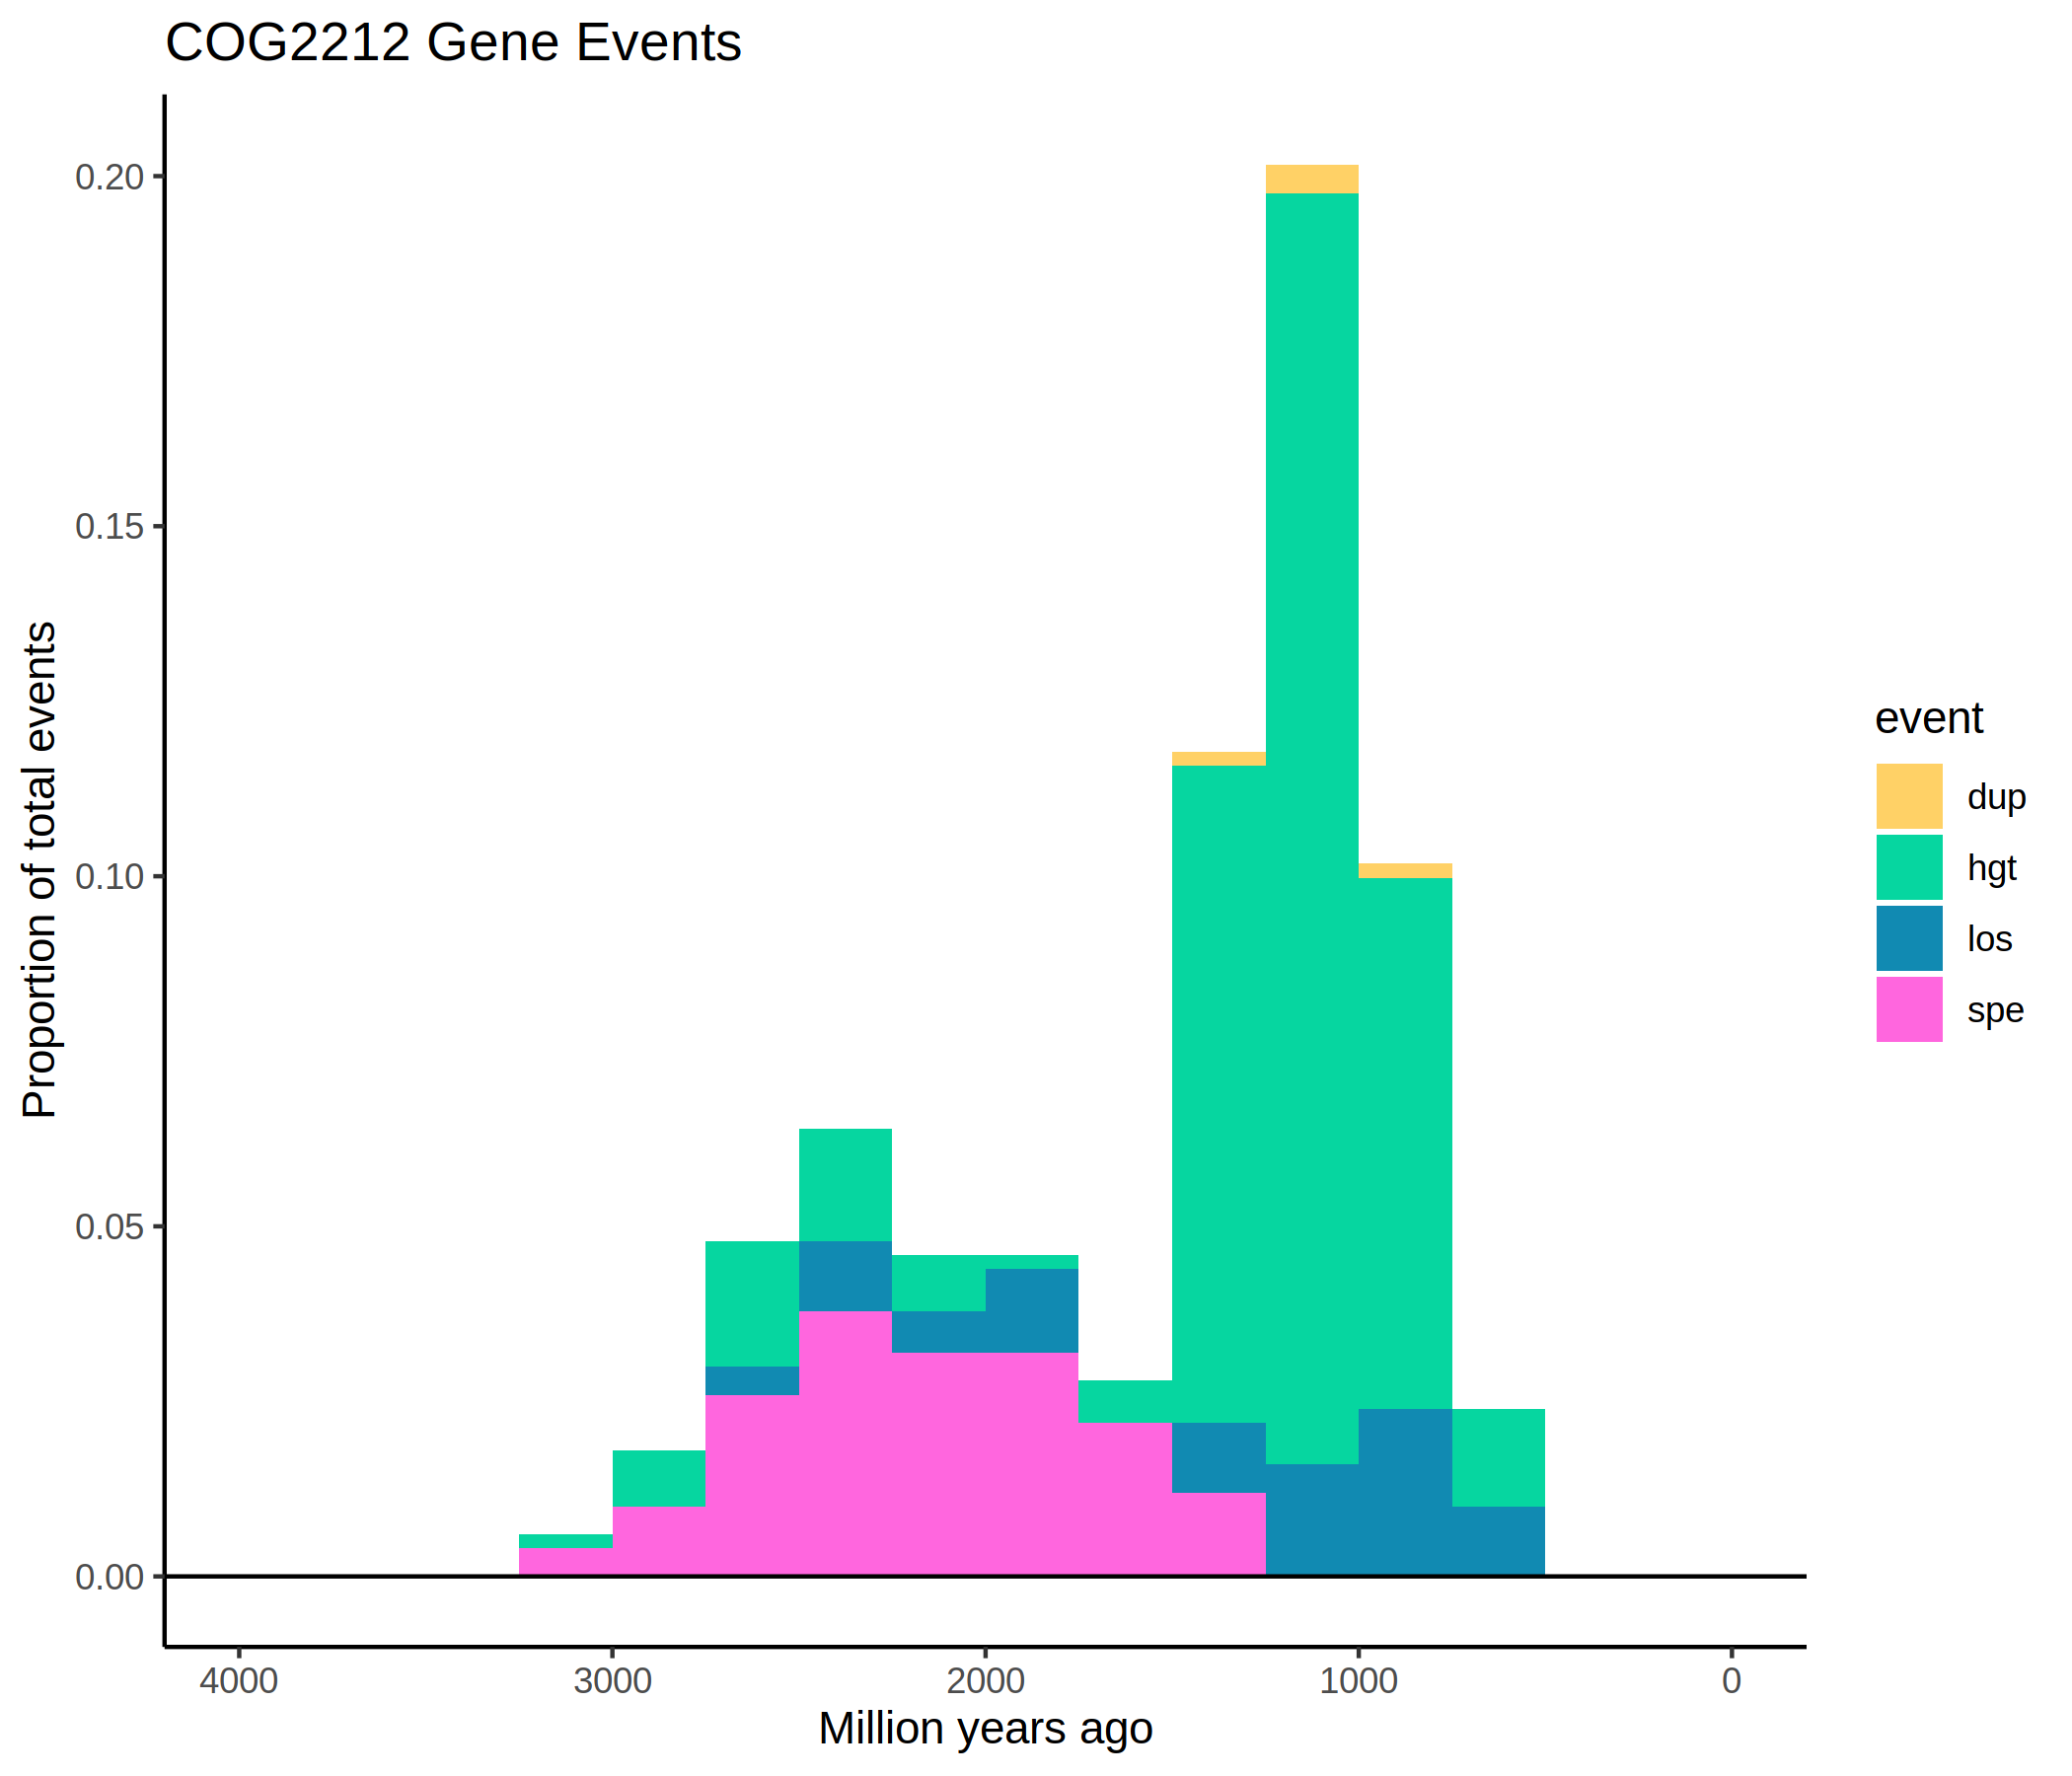 COG2212 Gene Events
Proportion of total events
0.20
0.15
0.10
0.05
0.00
4000 3000 2000 1000 0
Million years ago
event
dup
hgt
los
spe